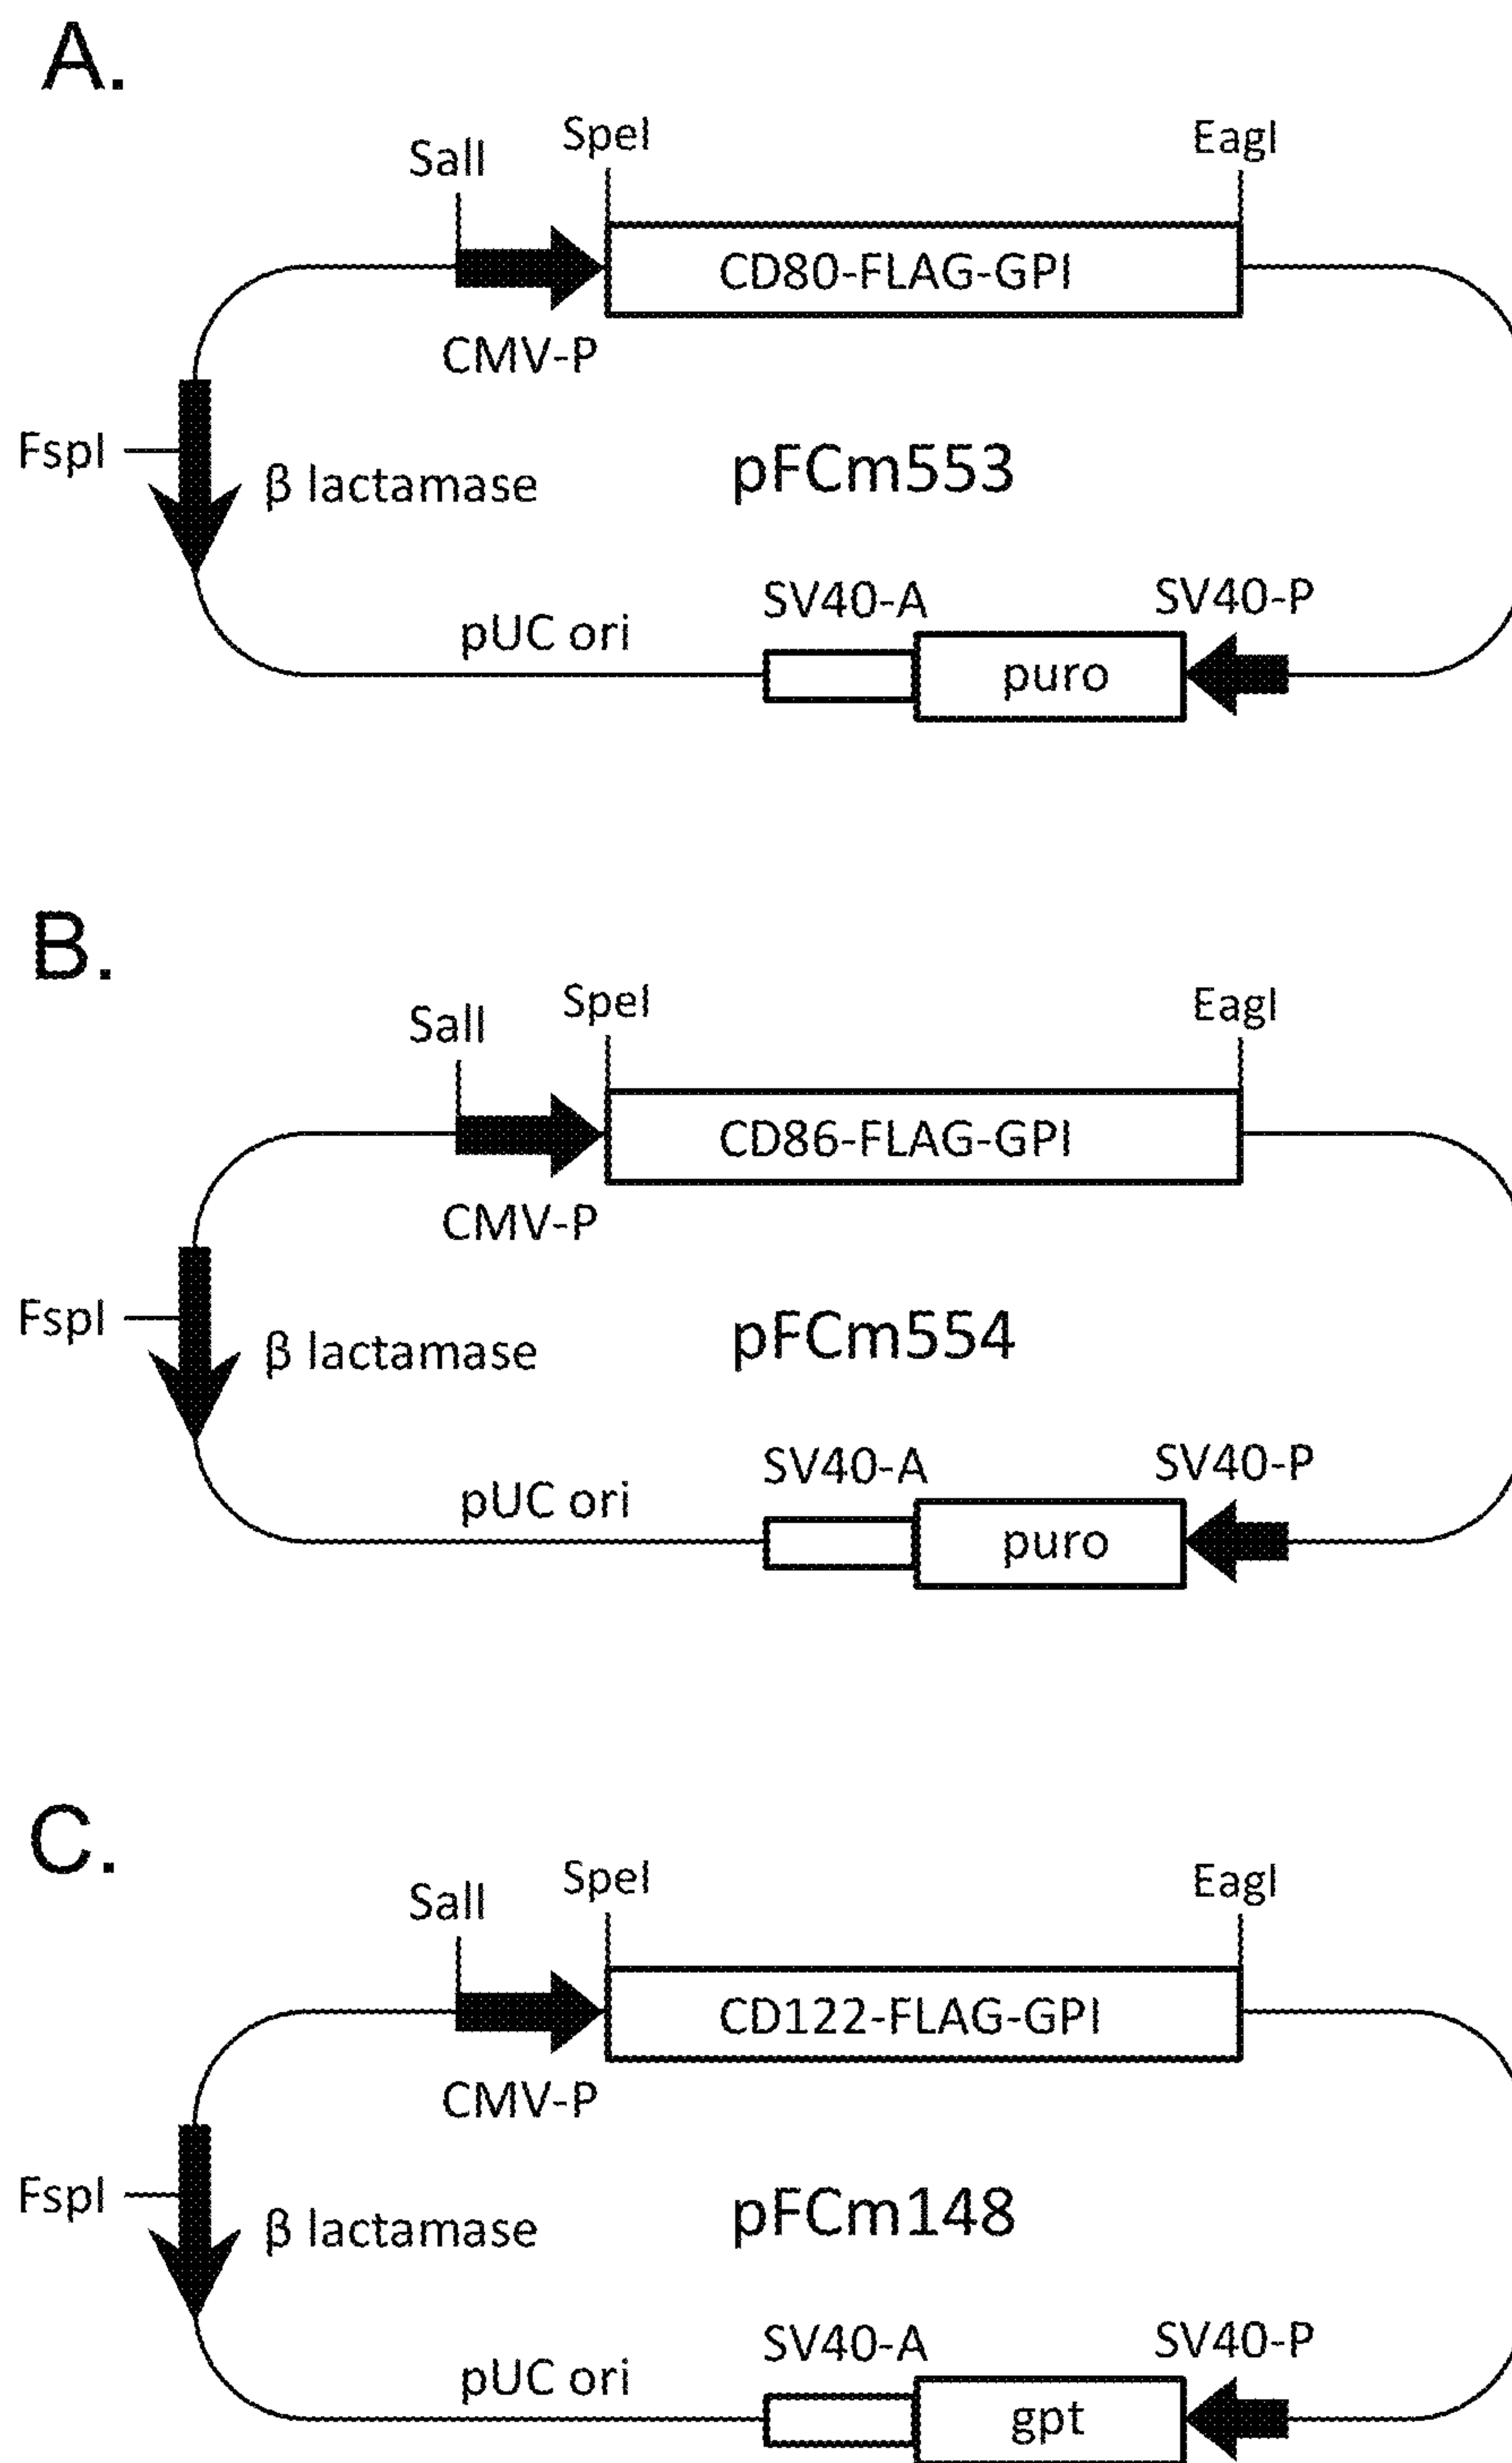 A.
SalI
SpeI
EagI
CD80-FLAG-GPI
CMV-P
FspI
β lactamase
pFCm553
SV40-A
SV40-P
pUC ori
puro
B.
SalI
SpeI
EagI
CD86-FLAG-GPI
CMV-P
FspI
β lactamase
pFCm554
SV40-A
SV40-P
pUC ori
puro
C.
SalI
SpeI
EagI
CD122-FLAG-GPI
CMV-P
FspI
β lactamase
pFCm148
SV40-A
SV40-P
pUC ori
gpt